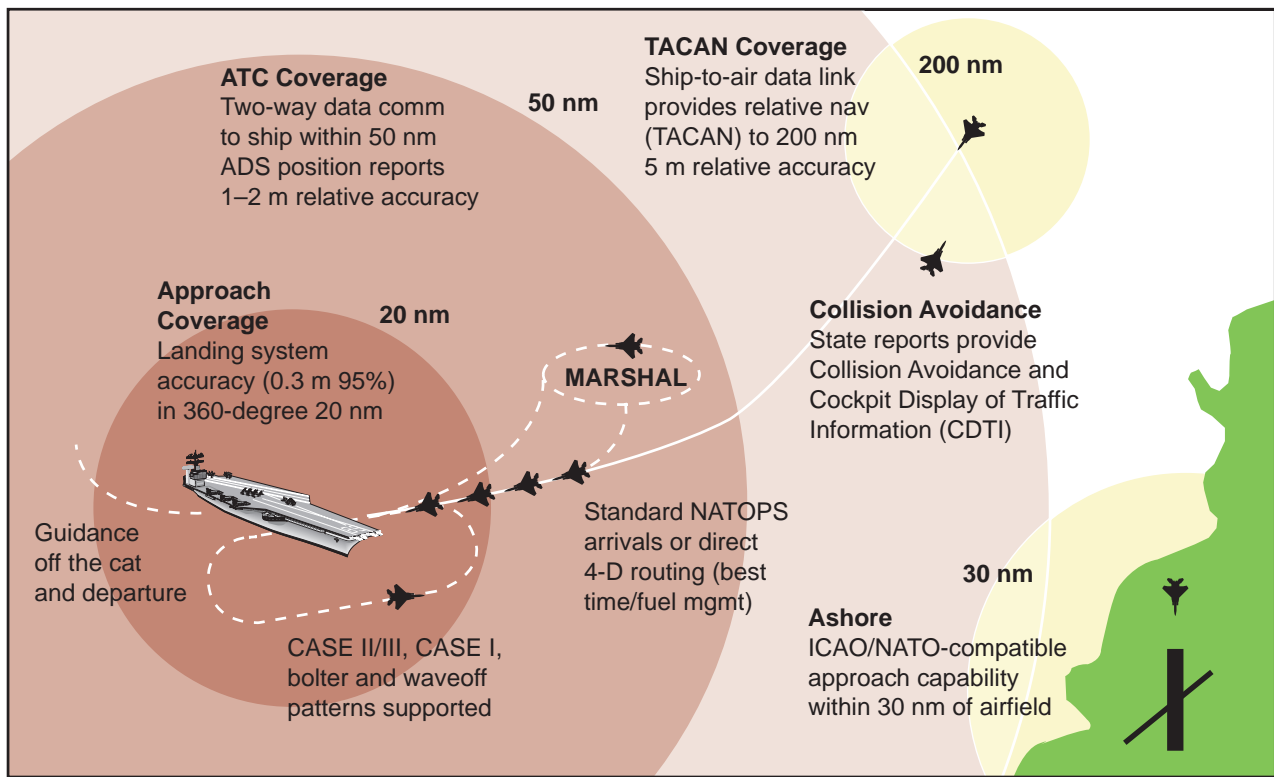 ATC Coverage
Two-way data comm
to ship within 50 nm
ADS position reports
1–2 m relative accuracy
50 nm
TACAN Coverage
Ship-to-air data link
provides relative nav
(TACAN) to 200 nm
5 m relative accuracy
200 nm
Approach
Coverage
Landing system
accuracy (0.3 m 95%)
in 360-degree 20 nm
20 nm
MARSHAL
Collision Avoidance
State reports provide
Collision Avoidance and
Cockpit Display of Traffic
Information (CDTI)
Guidance
off the cat
and departure
Standard NATOPS
arrivals or direct
4-D routing (best
time/fuel mgmt)
CASE II/III, CASE I,
bolter and waveoff
patterns supported
30 nm
Ashore
ICAO/NATO-compatible
approach capability
within 30 nm of airfield